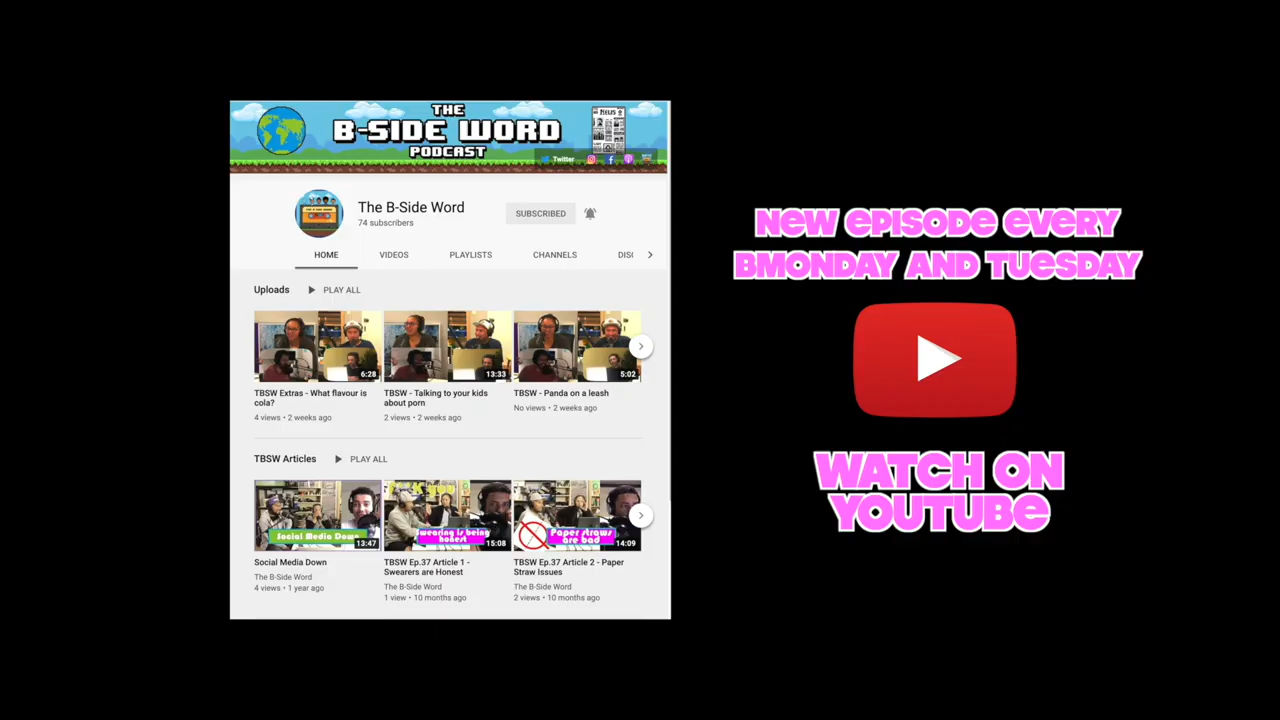 THE
B-SIDE WORD
PODCAST
NEWS
Twitter
The B-Side Word
74 subscribers
SUBSCRIBED
HOME
VIDEOS
PLAYLISTS
CHANNELS
DISC
Uploads
PLAY ALL
6:28
13:33
5:02
TBSW Extras - What flavour is
cola?
4 views • 2 weeks ago
TBSW - Talking to your kids
about porn
2 views • 2 weeks ago
TBSW - Panda on a leash
No views • 2 weeks ago
TBSW Articles
PLAY ALL
Social Media Down
13:47
Swearing is being
honest
15:08
Paper straws
are bad
14:09
Social Media Down
The B-Side Word
4 views • 1 year ago
TBSW Ep.37 Article 1 -
Swearers are Honest
The B-Side Word
1 view • 10 months ago
TBSW Ep.37 Article 2 - Paper
Straw Issues
The B-Side Word
2 views • 10 months ago
New episode every
BMonday and Tuesday
Watch on
YouTube